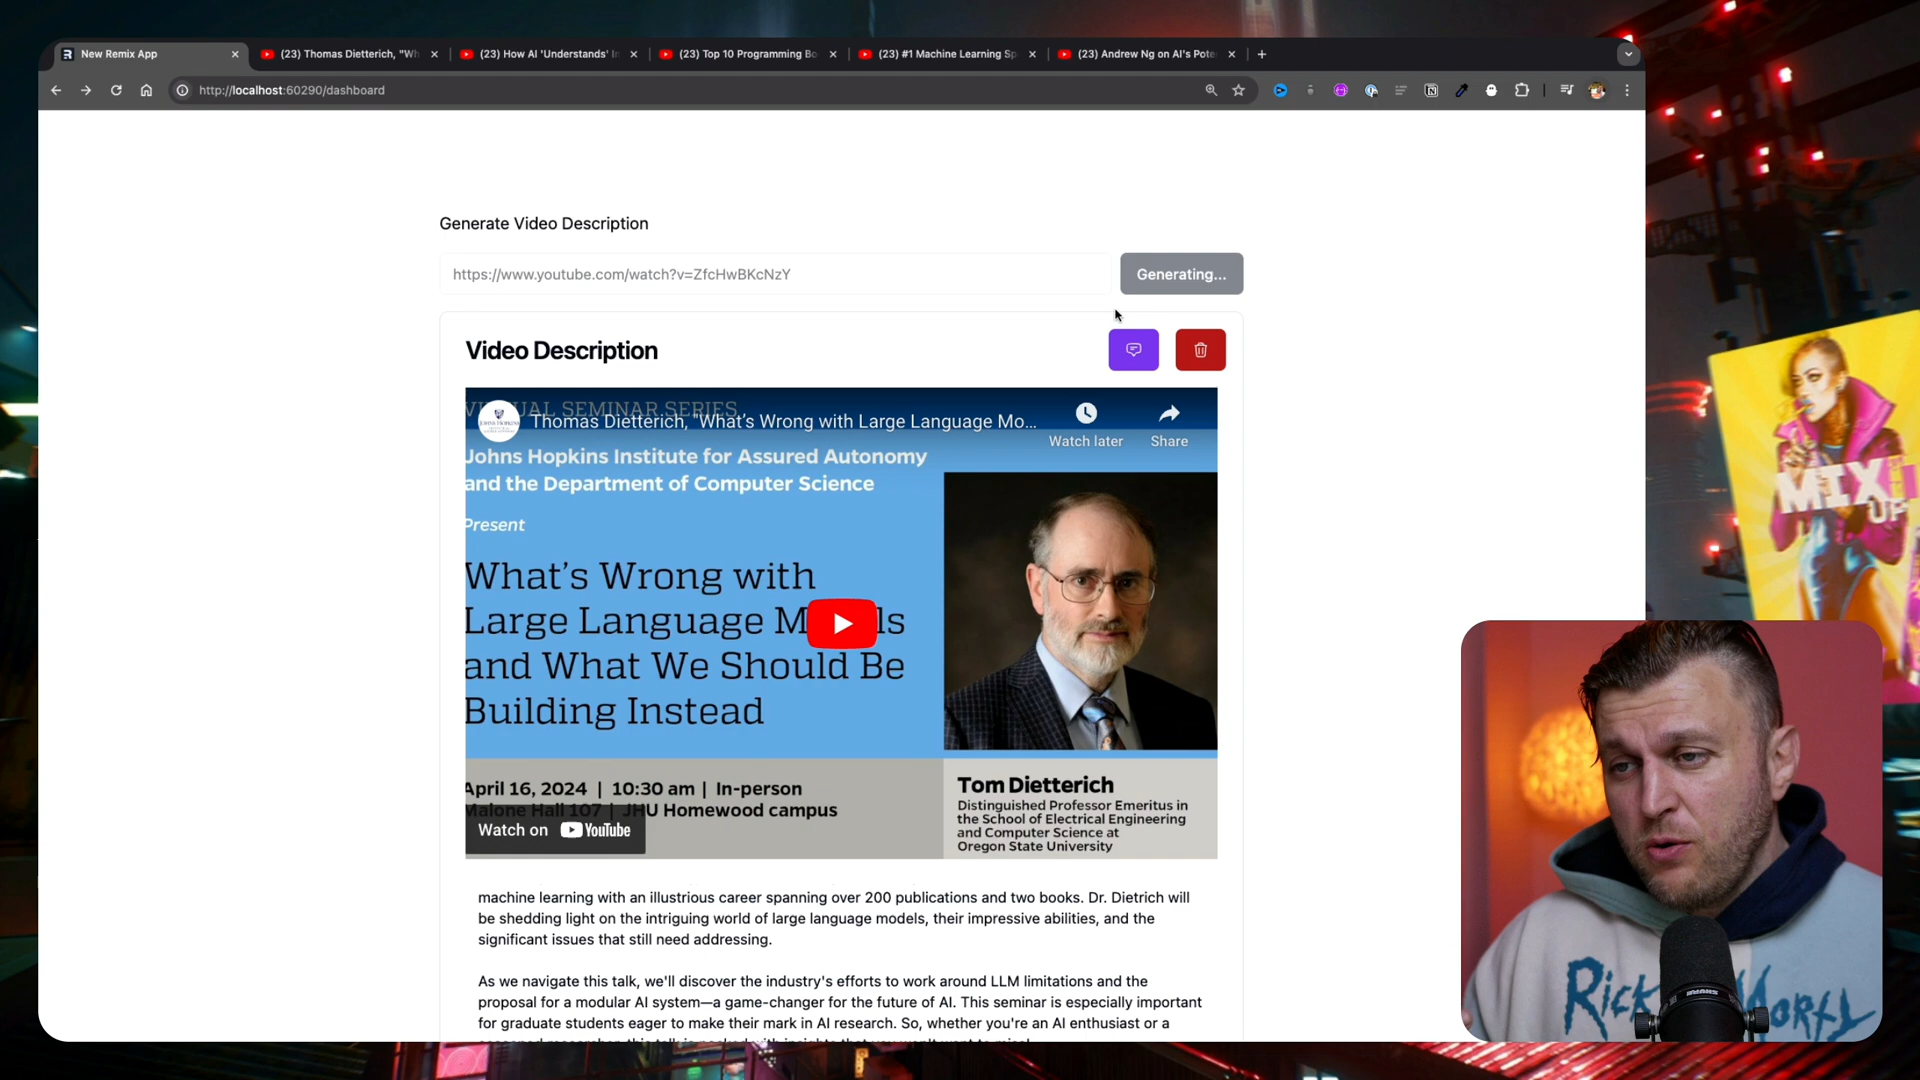 New Remix App
(23) Thomas Dietterich, "Wh
(23) How AI 'Understands' I
(23) Top 10 Programming Bo
(23) #1 Machine Learning Sp
(23) Andrew Ng on AI's Pote
http://localhost:60290/dashboard
Generate Video Description
https://www.youtube.com/watch?v=ZfcHwBKcNzY
Generating...
Video Description
VIRTUAL SEMINAR SERIES
Thomas Dietterich, "What's Wrong with Large Language Mo...
Watch later
Share
Johns Hopkins Institute for Assured Autonomy
and the Department of Computer Science
Present
What's Wrong with
Large Language Models
and What We Should Be
Building Instead
April 16, 2024 | 10:30 am | In-person
Malone Hall 107 | JHU Homewood campus
Watch on YouTube
Tom Dietterich
Distinguished Professor Emeritus in
the School of Electrical Engineering
and Computer Science at
Oregon State University
machine learning with an illustrious career spanning over 200 publications and two books. Dr. Dietrich will
be shedding light on the intriguing world of large language models, their impressive abilities, and the
significant issues that still need addressing.
As we navigate this talk, we'll discover the industry's efforts to work around LLM limitations and the
proposal for a modular AI system—a game-changer for the future of AI. This seminar is especially important
for graduate students eager to make their mark in AI research. So, whether you're an AI enthusiast or a
MIX
UP
Rick
Morty
SHURE